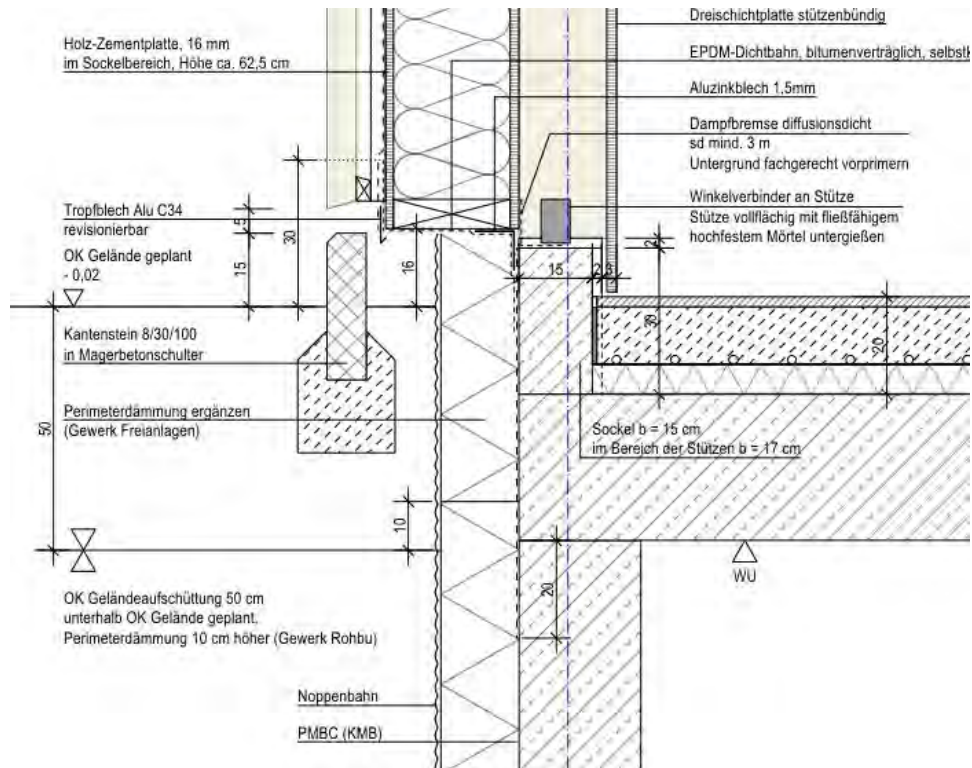 Holz-Zementplatte, 16 mm
im Sockelbereich, Höhe ca. 62,5 cm
Tropfblech Alu C34
revisionierbar
OK Gelände geplant
- 0,02
Kantenstein 8/30/100
in Magerbetonschulter
Perimeterdämmung ergänzen
(Gewerk Freianlagen)
OK Geländeaufschüttung 50 cm
unterhalb OK Gelände geplant.
Perimeterdämmung 10 cm höher (Gewerk Rohbu)
Noppenbahn
PMBC (KMB)
Dreischichtplatte stützenbündig
EPDM-Dichtbahn, bitumenverträglich, selbstk
Aluzinkblech 1,5mm
Dampfbremse diffusionsdicht
sd mind. 3 m
Untergrund fachgerecht vorprimern
Winkelverbinder an Stütze
Stütze vollflächig mit fließfähigem
hochfestem Mörtel untergießen
Sockel b = 15 cm
im Bereich der Stützen b = 17 cm
WU
5
15
30
16
50
10
20
15
2
3
2
20